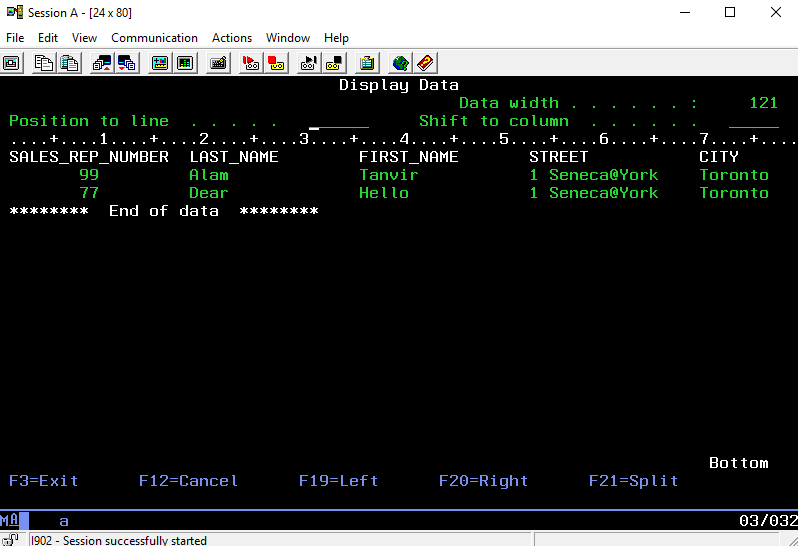 Session A - [24 x 80]
File Edit View Communication Actions Window Help
Display Data
Data width . . . . . . . : 121
Position to line . . . . . ______ Shift to column . . . . . . _____
....+....1....+....2....+....3....+....4....+....5....+....6....+....7....+....
SALES_REP_NUMBER LAST_NAME FIRST_NAME STREET CITY
99 Alam Tanvir 1 Seneca@York Toronto
77 Dear Hello 1 Seneca@York Toronto
******** End of data ********
Bottom
F3=Exit F12=Cancel F19=Left F20=Right F21=Split
MA a 03/032
I902 - Session successfully started